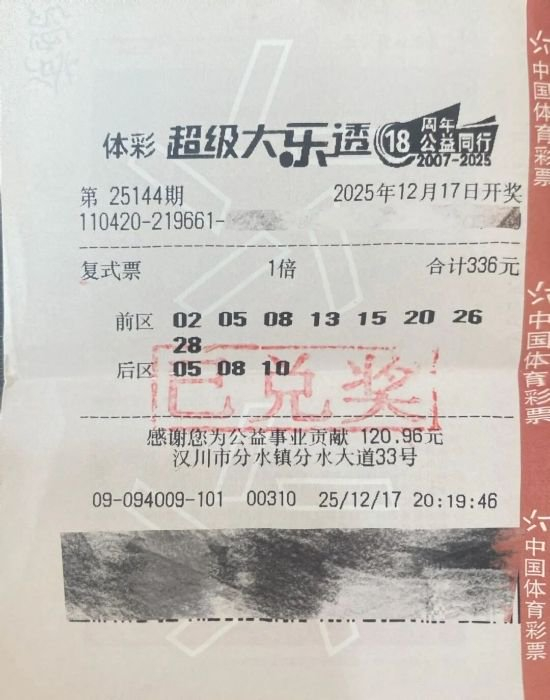 体彩 超级大乐透 18 周年 公益同行 2007-2025
第 25144期 2025年12月17日开奖
110420-219661-
复式票 1倍 合计336元
前区 02 05 08 13 15 20 26
28
后区 05 08 10
已兑奖
感谢您为公益事业贡献 120.96元
汉川市分水镇分水大道33号
09-094009-101 00310 25/12/17 20:19:46
中国体育彩票
中国体育彩票
中国体育彩票